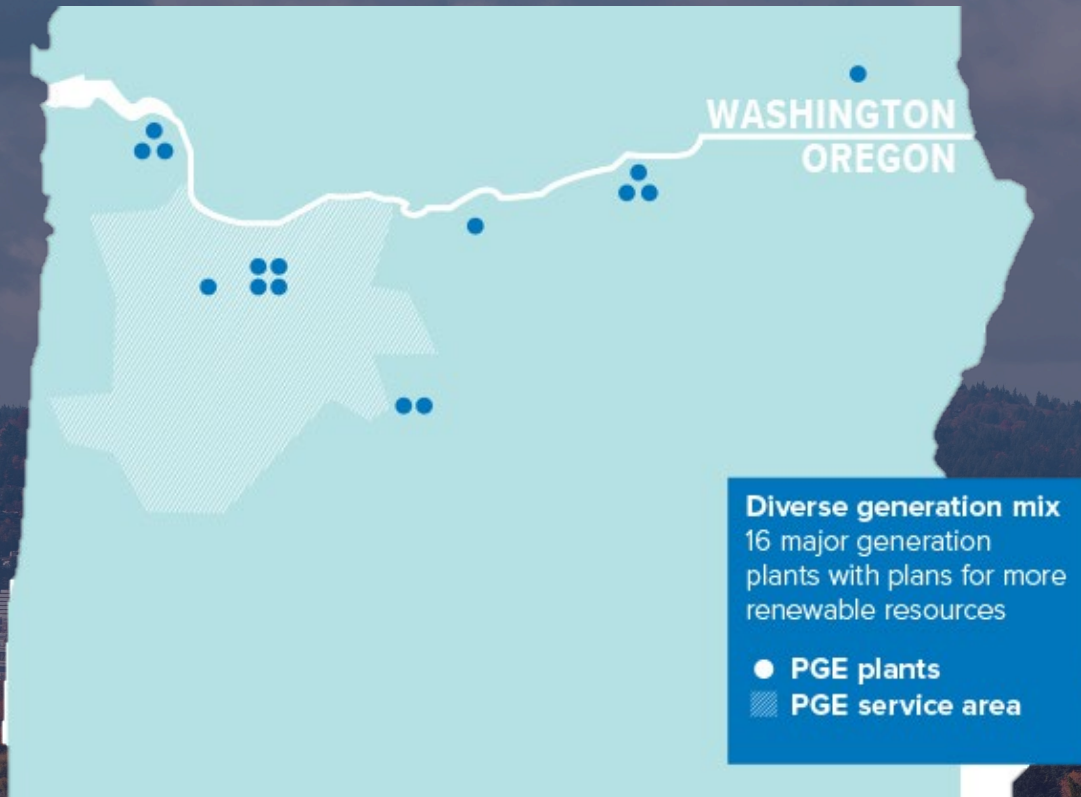 WASHINGTON
OREGON
Diverse generation mix
16 major generation
plants with plans for more
renewable resources
PGE plants
PGE service area